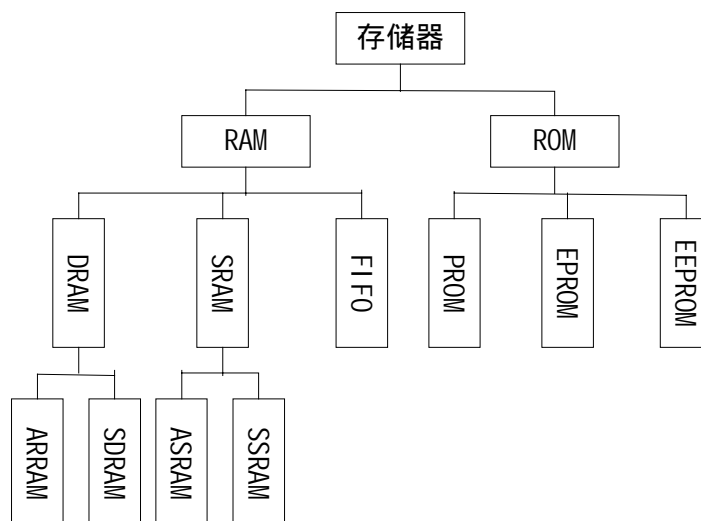 存储器
RAM
ROM
DRAM
SRAM
FIFO
PROM
EPROM
EEPROM
ARRAM
SDRAM
ASRAM
SSRAM